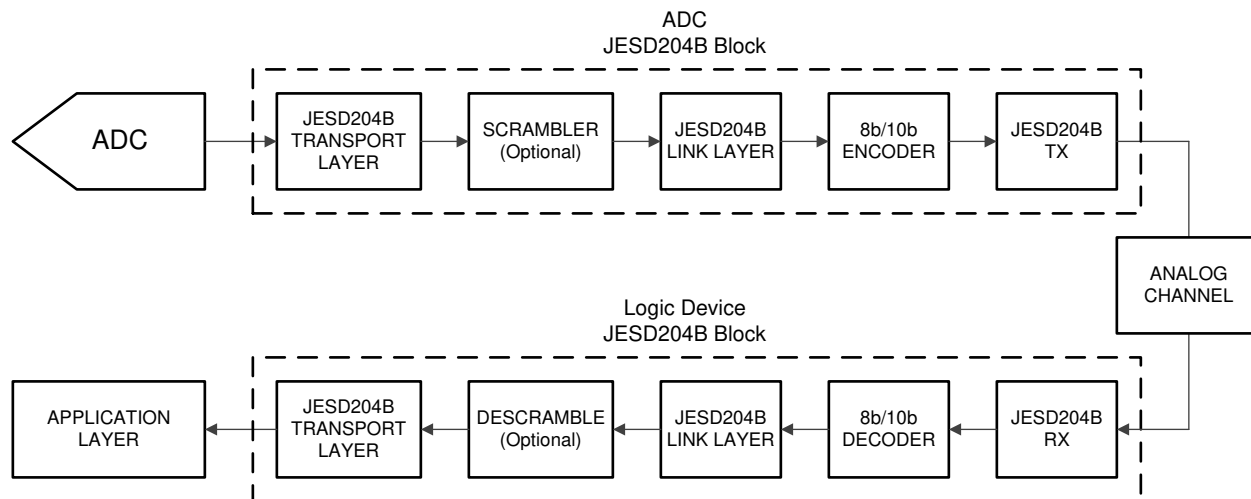 ADC
JESD204B Block
ADC
JESD204B
TRANSPORT
LAYER
SCRAMBLER
(Optional)
JESD204B
LINK LAYER
8b/10b
ENCODER
JESD204B
TX
ANALOG
CHANNEL
Logic Device
JESD204B Block
APPLICATION
LAYER
JESD204B
TRANSPORT
LAYER
DESCRAMBLE
(Optional)
JESD204B
LINK LAYER
8b/10b
DECODER
JESD204B
RX